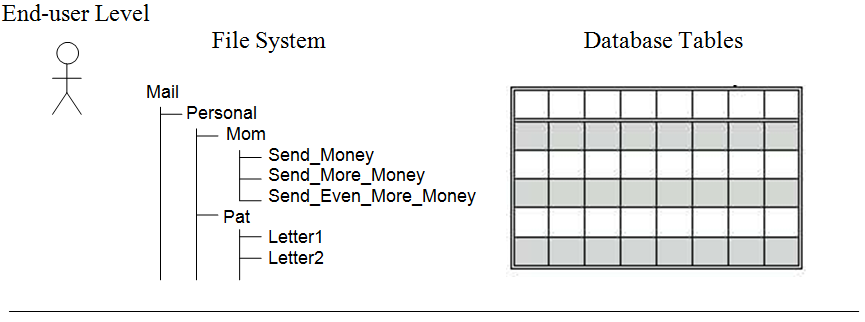 End-user Level
File System
Database Tables
Mail
Personal
Mom
Send_Money
Send_More_Money
Send_Even_More_Money
Pat
Letter1
Letter2